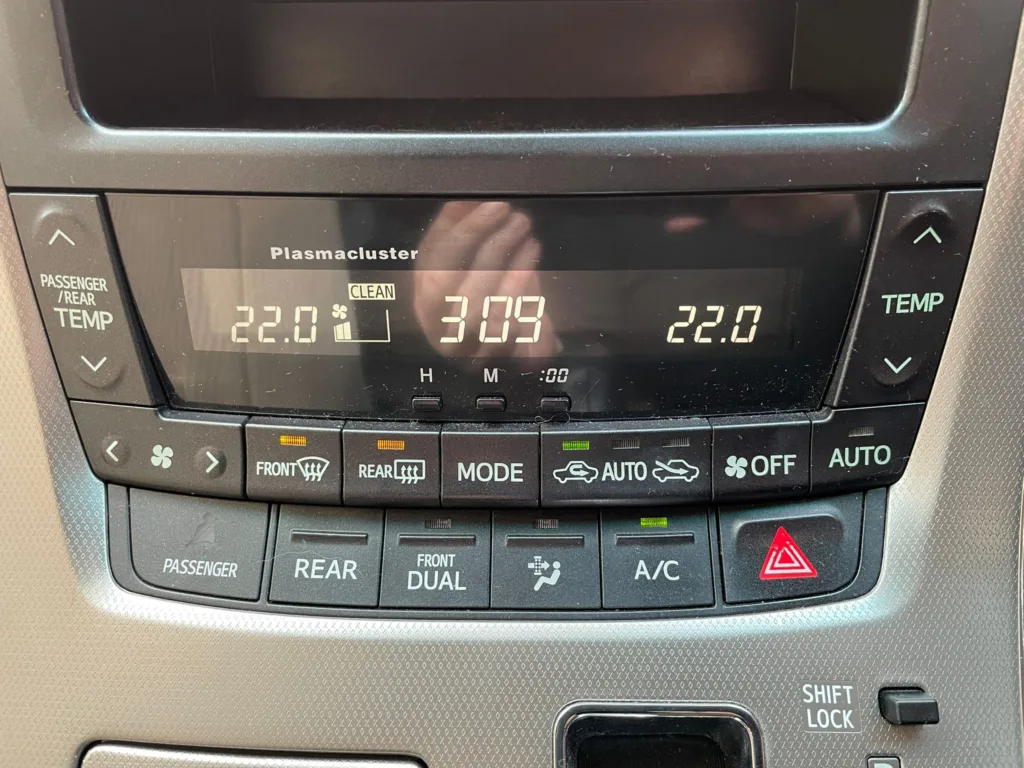 Plasmacluster
PASSENGER
/REAR
TEMP
CLEAN
22.0
3 09
22.0
TEMP
H M :00
FRONT
REAR
MODE
AUTO
OFF
AUTO
PASSENGER
REAR
FRONT
DUAL
A/C
SHIFT
LOCK